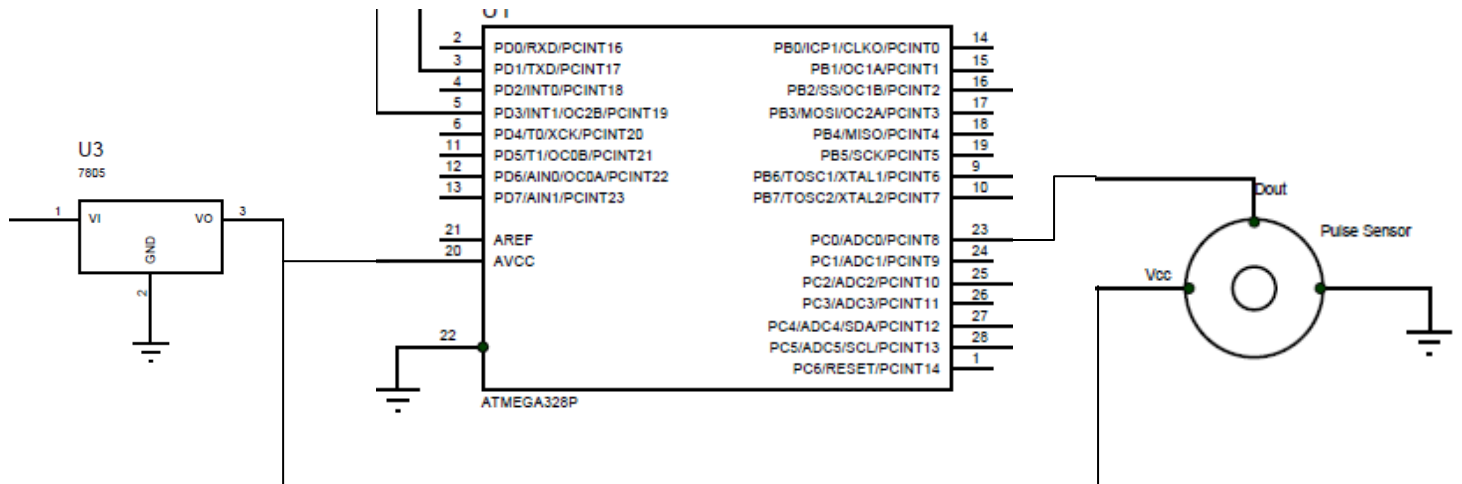 U1
2 PD0/RXD/PCINT16 PB0/ICP1/CLKO/PCINT0 14
3 PD1/TXD/PCINT17 PB1/OC1A/PCINT1 15
4 PD2/INT0/PCINT18 PB2/SS/OC1B/PCINT2 16
5 PD3/INT1/OC2B/PCINT19 PB3/MOSI/OC2A/PCINT3 17
6 PD4/T0/XCK/PCINT20 PB4/MISO/PCINT4 18
11 PD5/T1/OC0B/PCINT21 PB5/SCK/PCINT5 19
12 PD6/AIN0/OC0A/PCINT22 PB6/TOSC1/XTAL1/PCINT6 9
13 PD7/AIN1/PCINT23 PB7/TOSC2/XTAL2/PCINT7 10
21 AREF PC0/ADC0/PCINT8 23
20 AVCC PC1/ADC1/PCINT9 24
PC2/ADC2/PCINT10 25
PC3/ADC3/PCINT11 26
PC4/ADC4/SDA/PCINT12 27
22 PC5/ADC5/SCL/PCINT13 28
PC6/RESET/PCINT14 1
ATMEGA328P
U3
7805
1 VI VO 3
GND
2
Dout
Pulse Sensor
Vcc